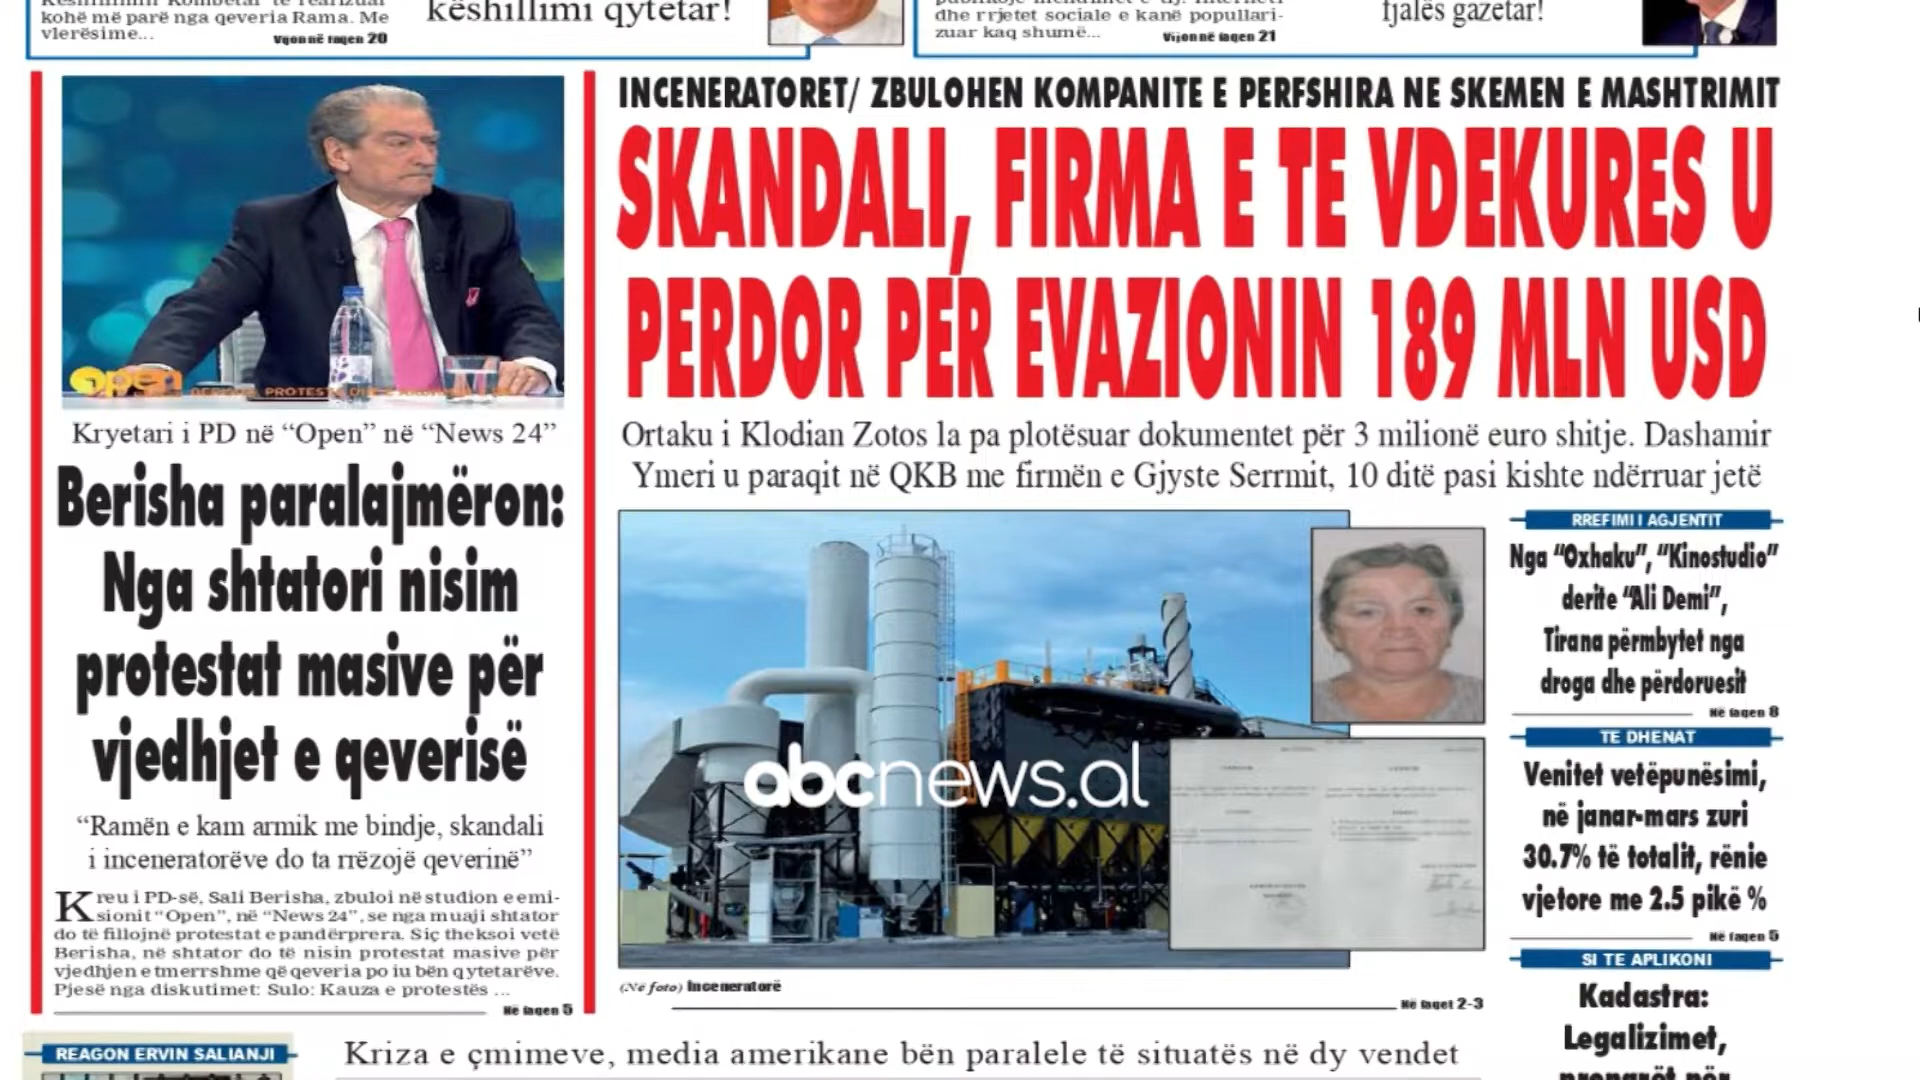 kohë më parë nga qeveria Rama. Me
vlerësime...
Vijon në faqen 20
këshillimi qytetar!
dhe rrjetet sociale e kanë popullari-
zuar kaq shumë...
Vijon në faqen 21
fjalës gazetar!
Kryetari i PD në “Open” në “News 24”
Berisha paralajmëron:
Nga shtatori nisim
protestat masive për
vjedhjet e qeverisë
“Ramën e kam armik me bindje, skandali
i inceneratorëve do ta rrëzojë qeverinë”
Kreu i PD-së, Sali Berisha, zbuloi në studion e emi-
sionit “Open”, në “News 24”, se nga muaji shtator
do të fillojnë protestat e pandërprera. Siç theksoi vetë
Berisha, në shtator do të nisin protestat masive për
vjedhjen e tmerrshme që qeveria po iu bën qytetarëve.
Pjesë nga diskutimet: Sulo: Kauza e protestës ...
Në faqen 5
INCENERATORET/ ZBULOHEN KOMPANITE E PERFSHIRA NE SKEMEN E MASHTRIMIT
SKANDALI, FIRMA E TE VDEKURES U
PERDOR PER EVAZIONIN 189 MLN USD
Ortaku i Klodian Zotos la pa plotësuar dokumentet për 3 milionë euro shitje. Dashamir
Ymeri u paraqit në QKB me firmën e Gjyste Serrmit, 10 ditë pasi kishte ndërruar jetë
open
abcnews.al
(Në foto) Inceneratorë
Në faqet 2-3
RREFIMI I AGJENTIT
Nga “Oxhaku”, “Kinostudio”
derite “Ali Demi”,
Tirana përmbytet nga
droga dhe përdoruesit
Në faqen 8
TE DHENAT
Venitet vetëpunësimi,
në janar-mars zuri
30.7% të totalit, rënie
vjetore me 2.5 pikë %
Në faqen 5
SI TE APLIKONI
Kadastra:
Legalizimet,
REAGON ERVIN SALIANJI
Kriza e çmimeve, media amerikane bën paralele të situatës në dy vendet